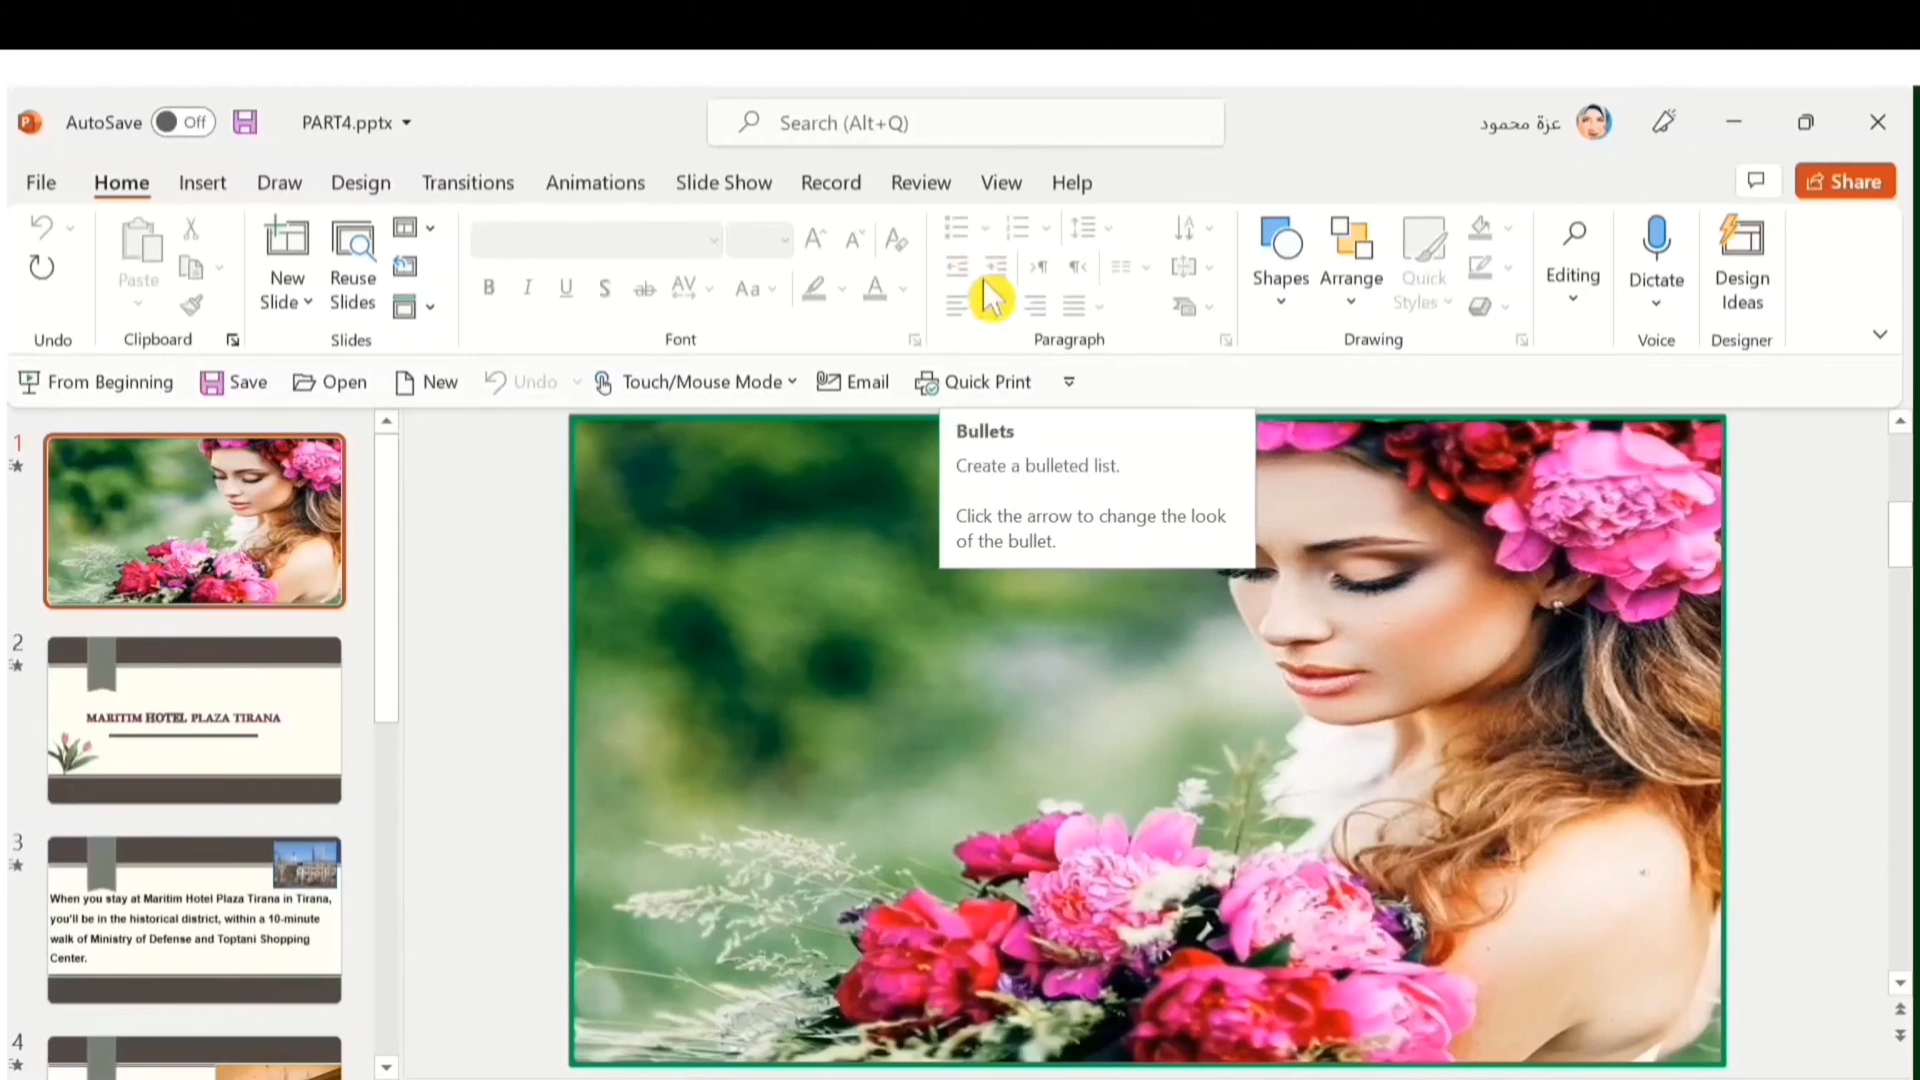 AutoSave Off PART4.pptx Search (Alt+Q) عزة محمود
File Home Insert Draw Design Transitions Animations Slide Show Record Review View Help Share
Paste New Slide Reuse Slides B I U S ab AV Aa A Shapes Arrange Quick Styles Editing Dictate Design Ideas
Undo Clipboard Slides Font Paragraph Drawing Voice Designer
From Beginning Save Open New Undo Touch/Mouse Mode Email Quick Print
Bullets
Create a bulleted list.
Click the arrow to change the look
of the bullet.
1
2
MARITIM HOTEL PLAZA TIRANA
3
When you stay at Maritim Hotel Plaza Tirana in Tirana,
you'll be in the historical district, within a 10-minute
walk of Ministry of Defense and Toptani Shopping
Center.
4